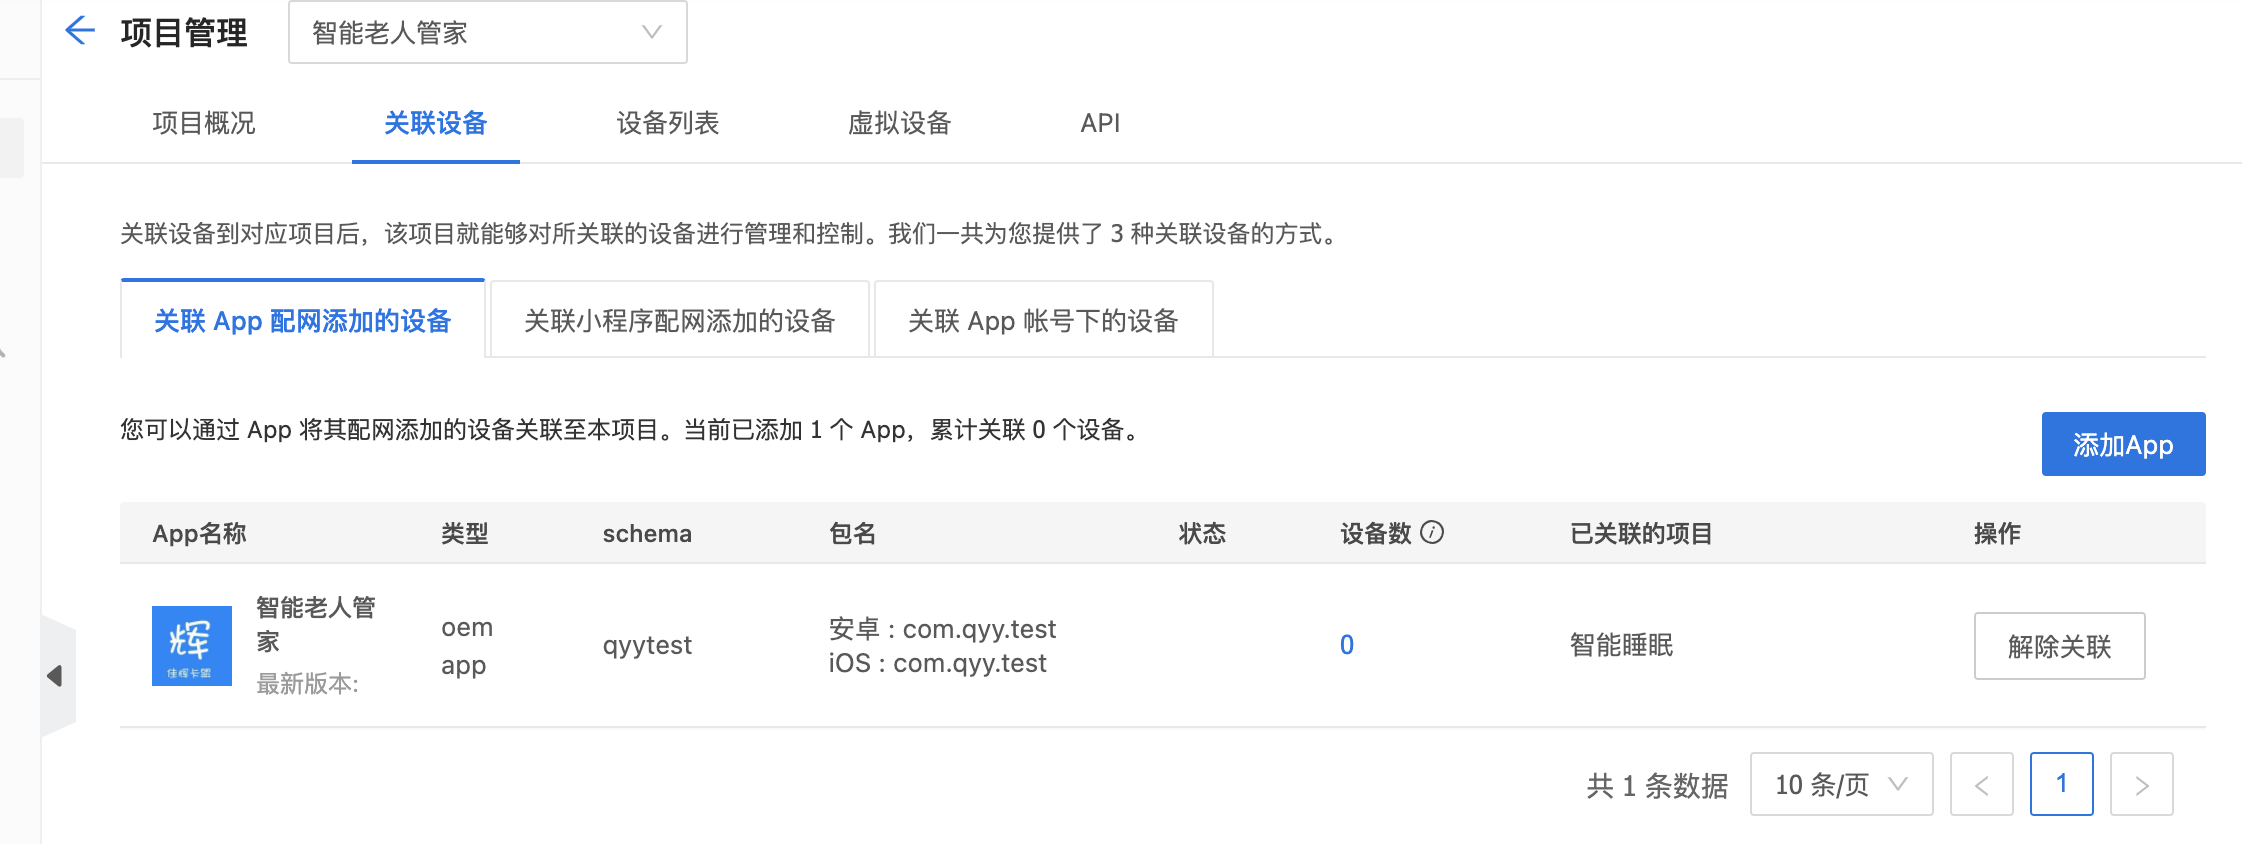 项目管理
智能老人管家
项目概况
关联设备
设备列表
虚拟设备
API
关联设备到对应项目后，该项目就能够对所关联的设备进行管理和控制。我们一共为您提供了 3 种关联设备的方式。
关联 App 配网添加的设备
关联小程序配网添加的设备
关联 App 帐号下的设备
您可以通过 App 将其配网添加的设备关联至本项目。当前已添加 1 个 App，累计关联 0 个设备。
添加App
App名称
类型
schema
包名
状态
设备数
已关联的项目
操作
辉
佳辉卡盟
智能老人管
家
最新版本:
oem
app
qyytest
安卓 : com.qyy.test
iOS : com.qyy.test
0
智能睡眠
解除关联
共 1 条数据
10 条/页
<
1
>